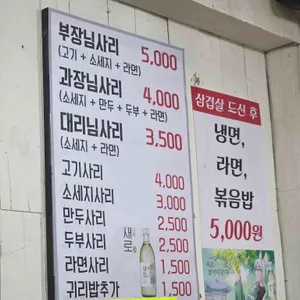 부장님사리 5,000
(고기 + 소세지 + 라면)
과장님사리 4,000
(소세지 + 만두 + 두부 + 라면)
대리님사리 3,500
(소세지 + 라면)
고기사리 4,000
소세지사리 3,000
만두사리 2,500
두부사리 2,500
라면사리 1,500
귀리밥추가 1,500
새로
삼겹살 드신 후
냉면,
라면,
볶음밥
5,000원